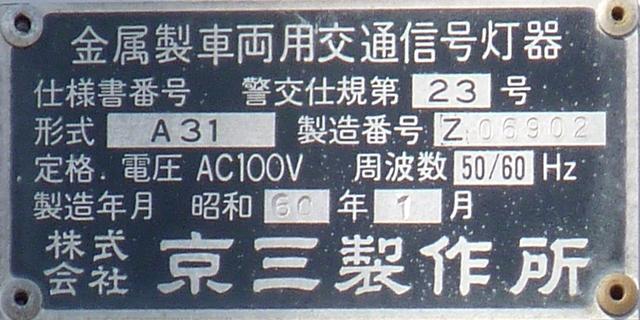 金属製車両用交通信号灯器
仕様書番号 警交仕規第 23 号
形式 A31 製造番号 Z06902
定格. 電圧 AC100V 周波数 50/60 Hz
製造年月 昭和 60 年 1 月
株式会社 京三製作所